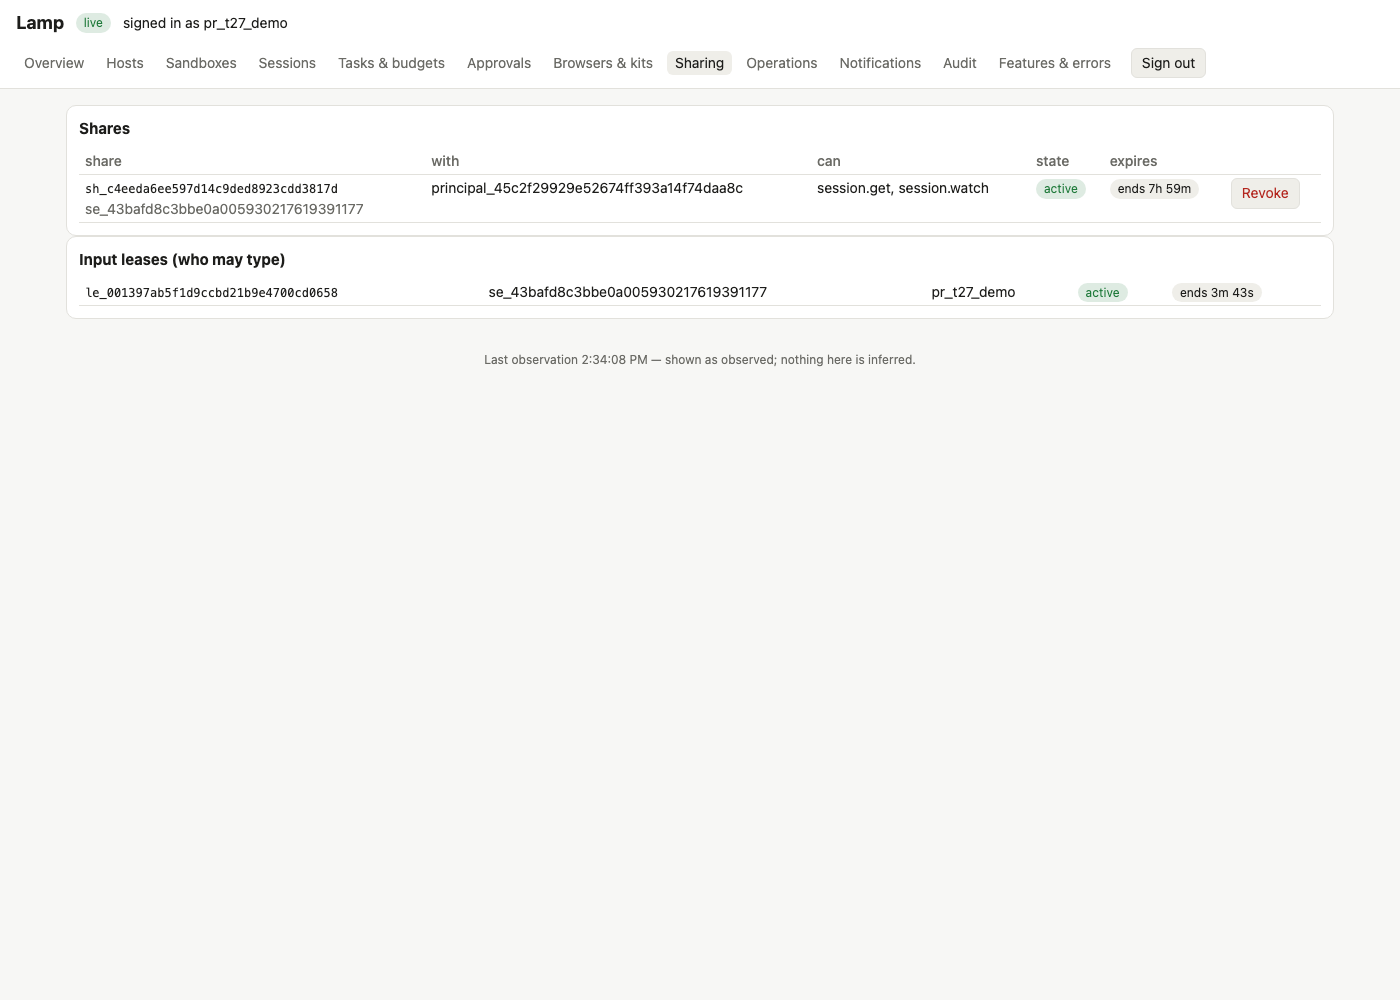 Lamp live signed in as pr_t27_demo
Overview Hosts Sandboxes Sessions Tasks & budgets Approvals Browsers & kits Sharing Operations Notifications Audit Features & errors Sign out
Shares
share with can state expires
sh_c4eeda6ee597d14c9ded8923cdd3817d principal_45c2f29929e52674ff393a14f74daa8c session.get, session.watch active ends 7h 59m Revoke
se_43bafd8c3bbe0a005930217619391177
Input leases (who may type)
le_001397ab5f1d9ccbd21b9e4700cd0658 se_43bafd8c3bbe0a005930217619391177 pr_t27_demo active ends 3m 43s
Last observation 2:34:08 PM — shown as observed; nothing here is inferred.